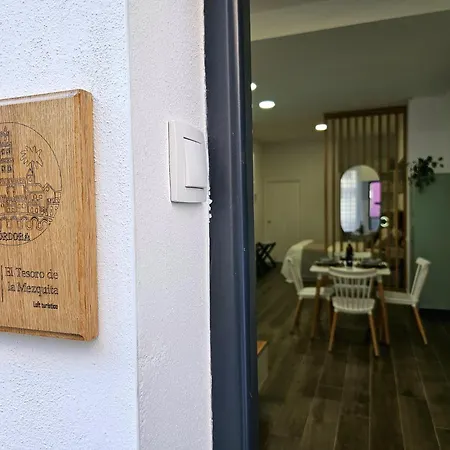 CÓRDOBA
El Tesoro de
la Mezquita
Loft turístico